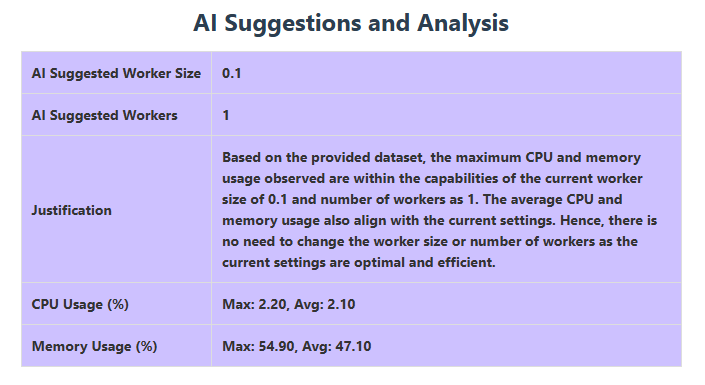 AI Suggestions and Analysis
AI Suggested Worker Size 0.1
AI Suggested Workers 1
Justification
Based on the provided dataset, the maximum CPU and memory
usage observed are within the capabilities of the current worker
size of 0.1 and number of workers as 1. The average CPU and
memory usage also align with the current settings. Hence, there is
no need to change the worker size or number of workers as the
current settings are optimal and efficient.
CPU Usage (%) Max: 2.20, Avg: 2.10
Memory Usage (%) Max: 54.90, Avg: 47.10